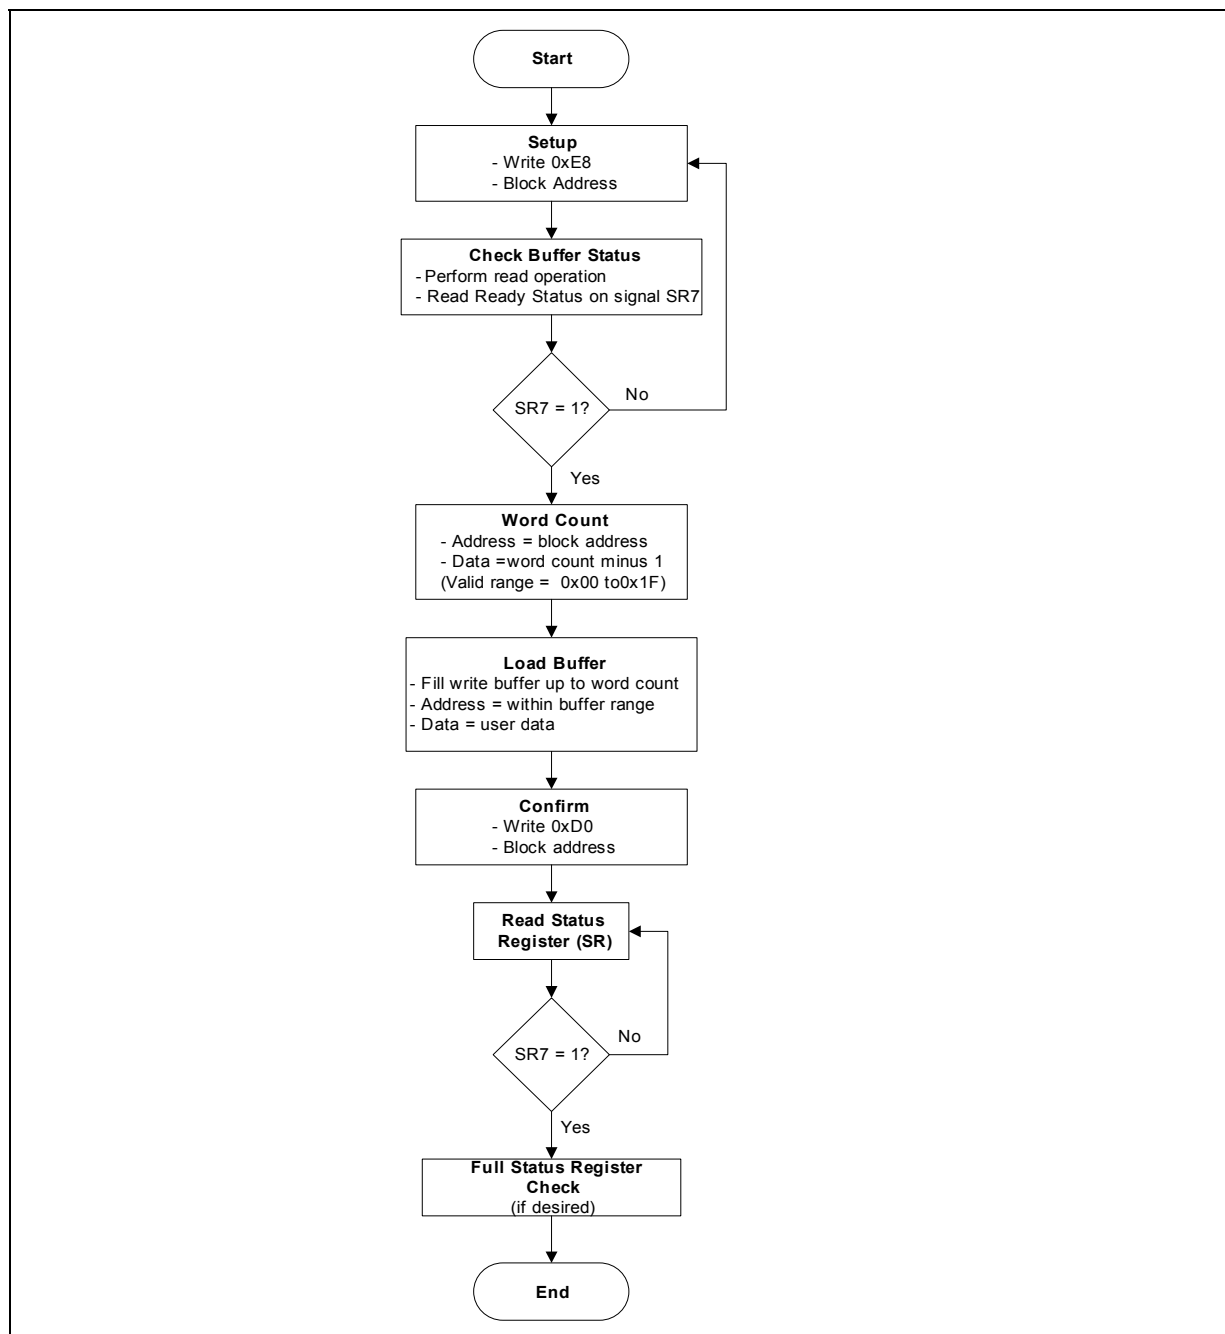 Start
Setup
- Write 0xE8
- Block Address
Check Buffer Status
- Perform read operation
- Read Ready Status on signal SR7
SR7 = 1?
No
Yes
Word Count
- Address = block address
- Data =word count minus 1
(Valid range =  0x00 to0x1F)
Load Buffer
- Fill write buffer up to word count
- Address = within buffer range
- Data = user data
Confirm
- Write 0xD0
- Block address
Read Status
Register (SR)
SR7 = 1?
No
Yes
Full Status Register
Check
(if desired)
End